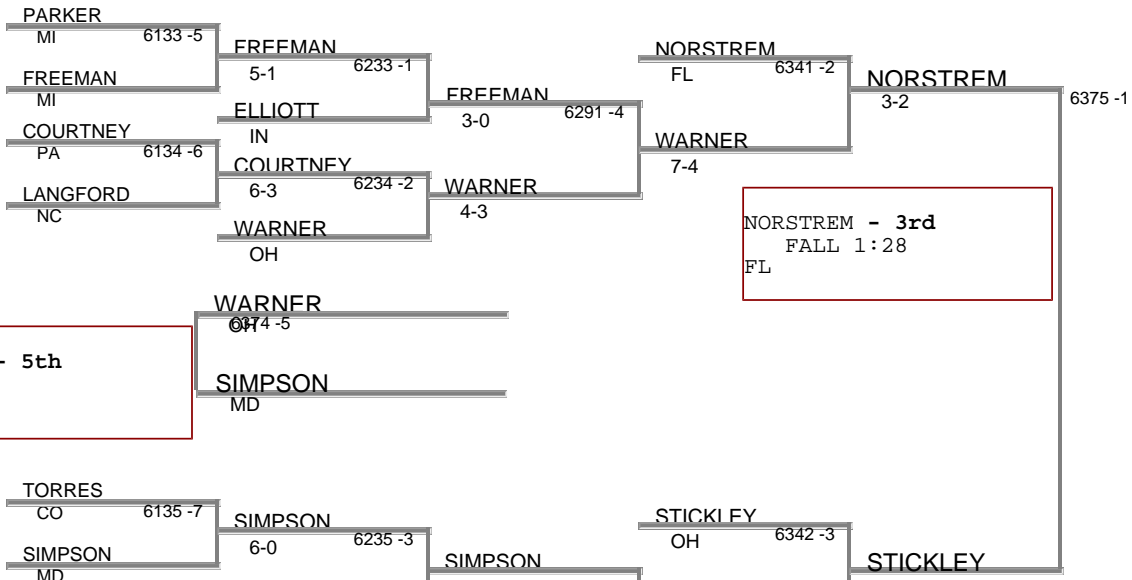 PARKER
MI 6133 -5
FREEMAN
MI
COURTNEY
PA 6134 -6
LANGFORD
NC
FREEMAN
5-1 6233 -1
ELLIOTT
IN
COURTNEY
6-3 6234 -2
WARNER
OH
FREEMAN
3-0 6291 -4
WARNER
4-3
NORSTREM
FL 6341 -2
WARNER
7-4
NORSTREM
3-2
6375 -1
NORSTREM - 3rd
FALL 1:28
FL
WARNER
OH 6374 -5
SIMPSON
MD
- 5th
TORRES
CO 6135 -7
SIMPSON
MD
SIMPSON
6-0 6235 -3
SIMPSON
STICKLEY
OH 6342 -3
STICKLEY